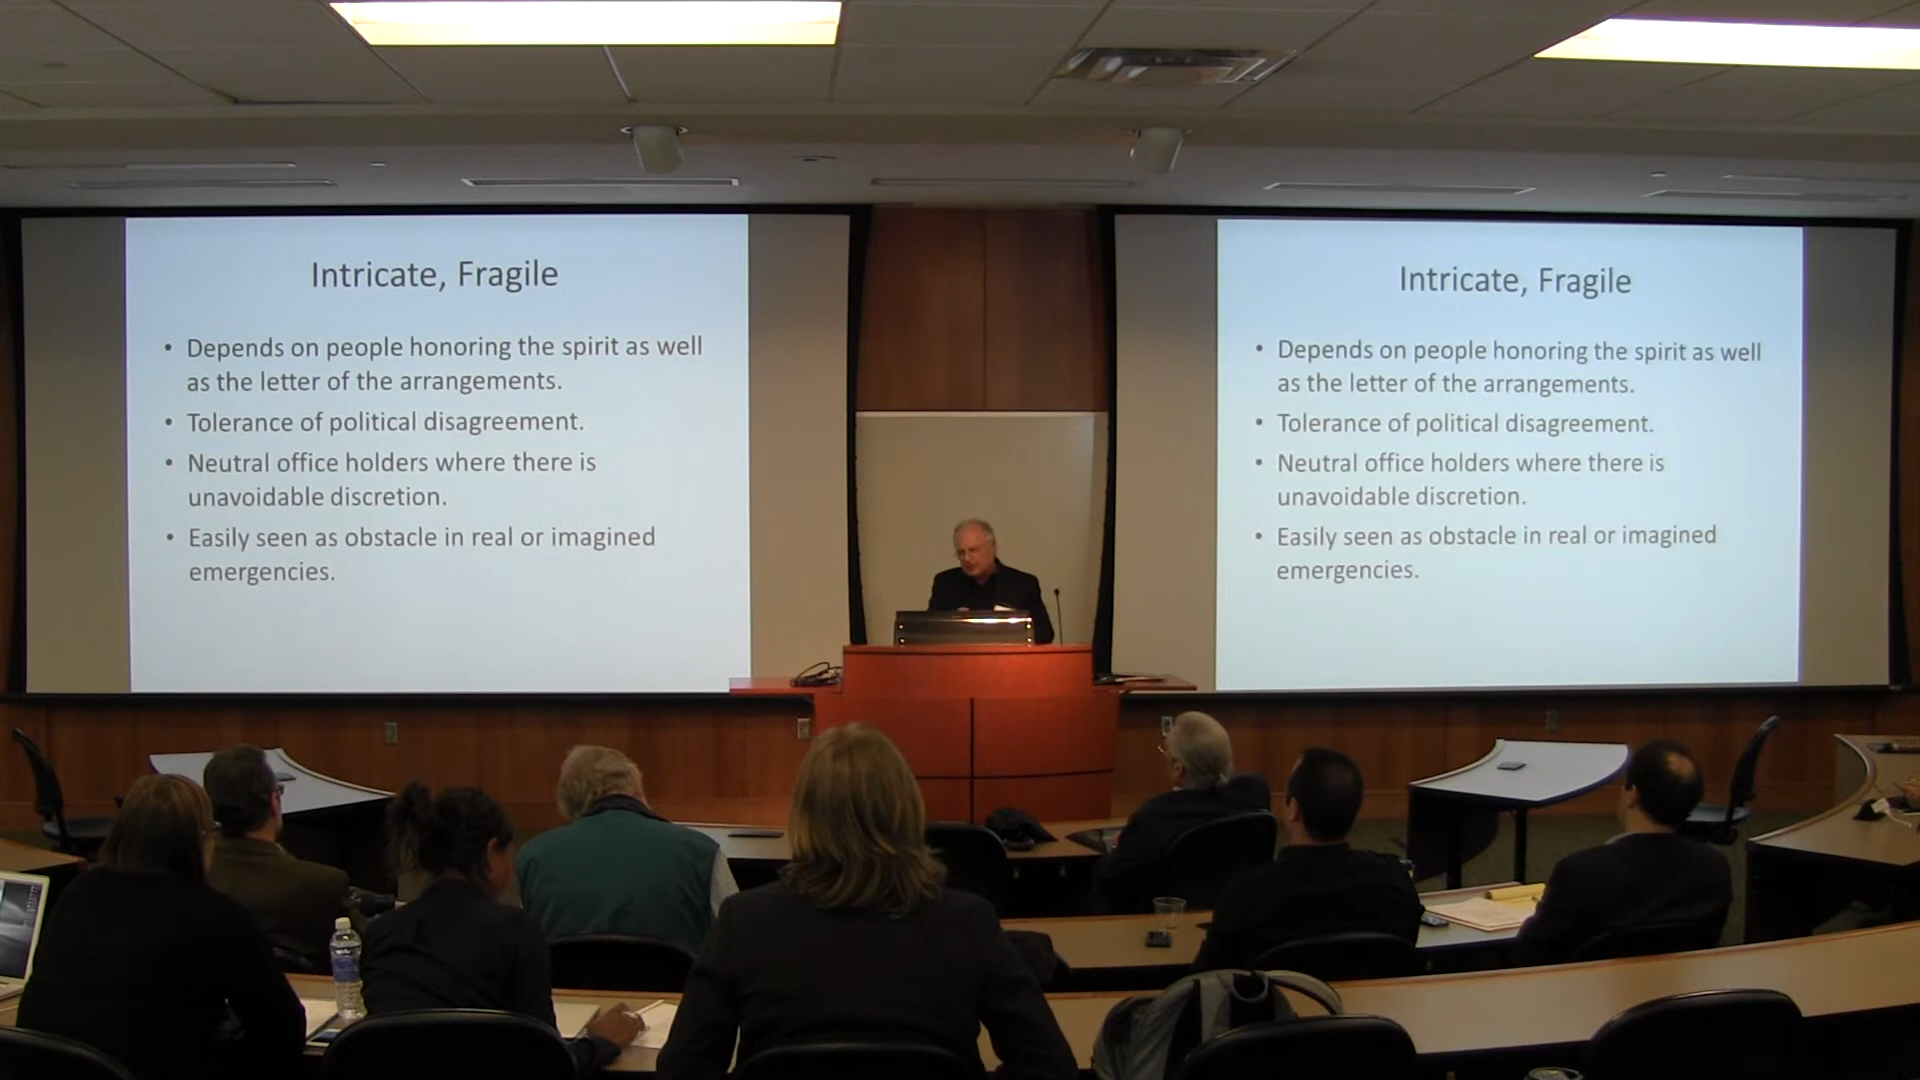 Intricate, Fragile
• Depends on people honoring the spirit as well
as the letter of the arrangements.
• Tolerance of political disagreement.
• Neutral office holders where there is
unavoidable discretion.
• Easily seen as obstacle in real or imagined
emergencies.
Intricate, Fragile
• Depends on people honoring the spirit as well
as the letter of the arrangements.
• Tolerance of political disagreement.
• Neutral office holders where there is
unavoidable discretion.
• Easily seen as obstacle in real or imagined
emergencies.